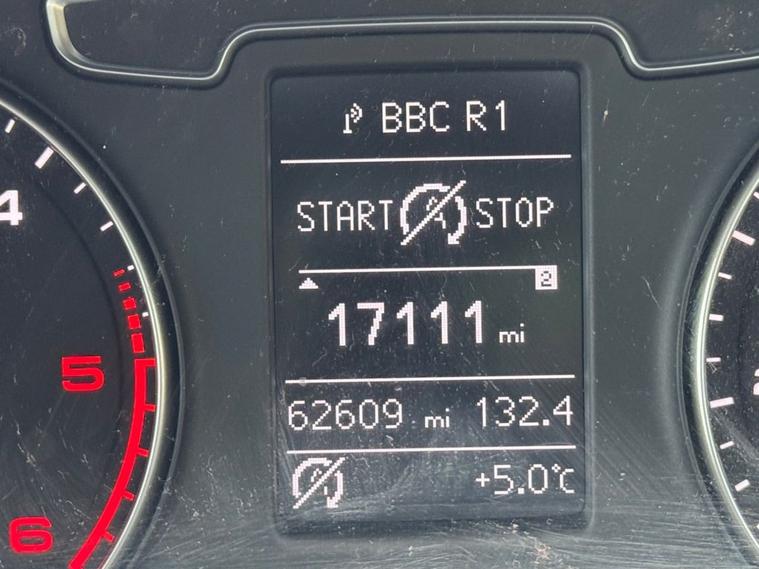 BBC R1
START STOP
2
17111 mi
62609 mi 132.4
+5.0°C
4
5
6